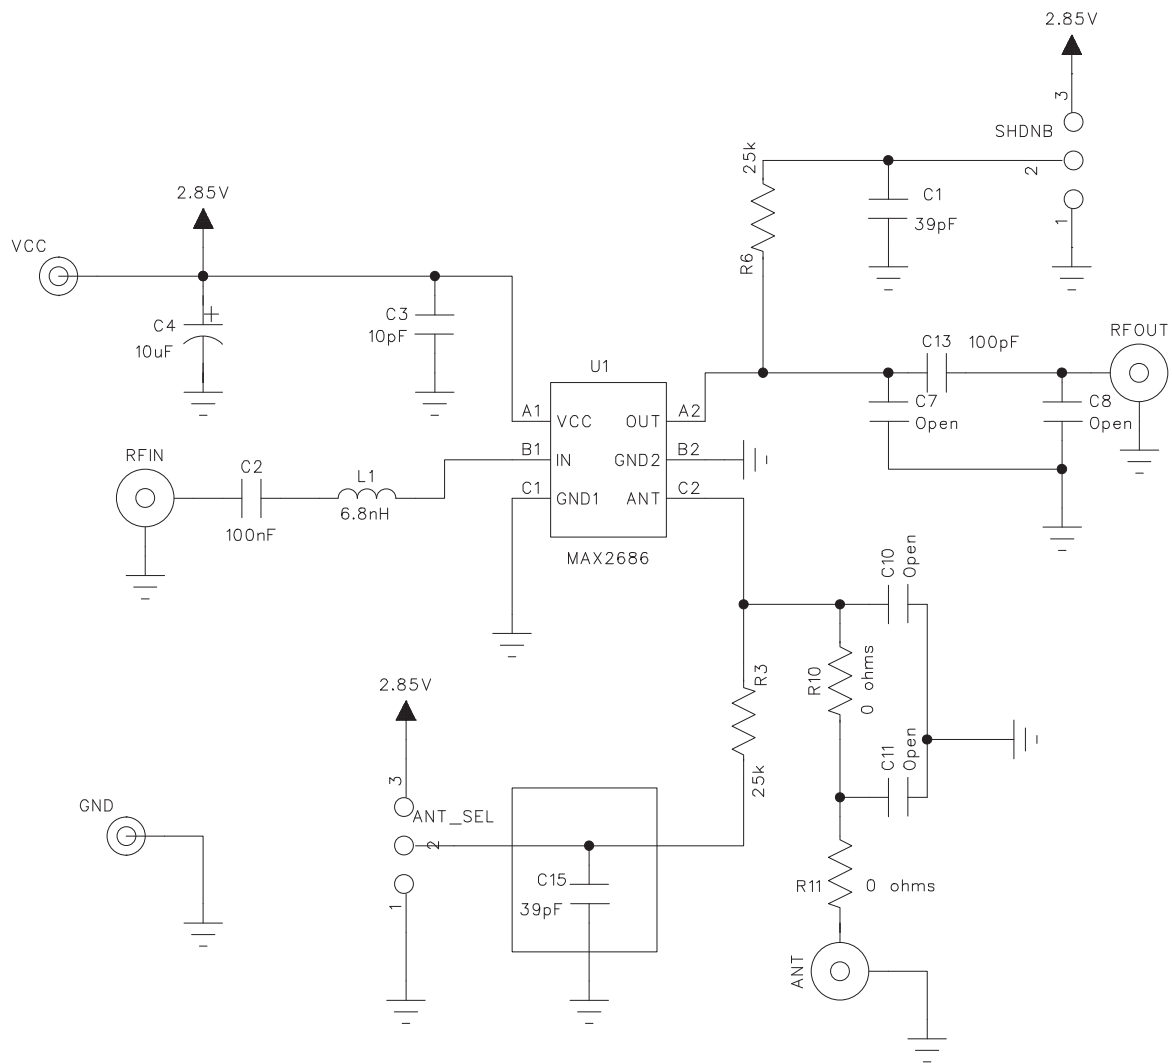 2.85V
3
SHDNB
2
1
25k
R6
C1
39pF
2.85V
VCC
C4
+
10uF
C3
10pF
RFOUT
C13
100pF
C7
Open
C8
Open
U1
A1
VCC
OUT
A2
B1
IN
GND2
B2
C1
GND1
ANT
C2
MAX2686
RFIN
C2
100nF
L1
6.8nH
C10
Open
R3
25k
R10
0 ohms
C11
Open
2.85V
3
ANT_SEL
2
1
C15
39pF
GND
R11
0 ohms
ANT